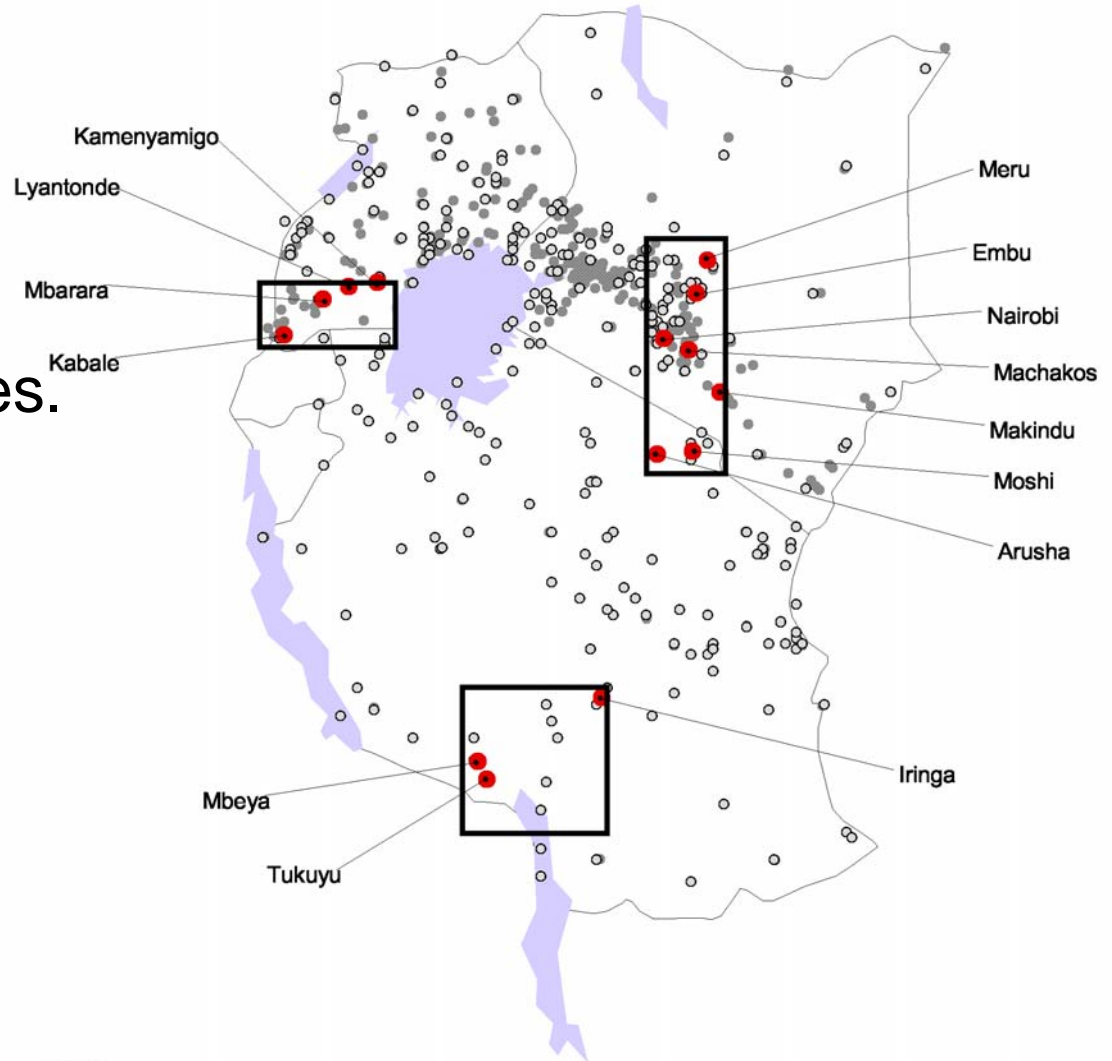 Kamenyamigo
Lyantonde
Mbarara
Kabale
es.
Meru
Embu
Nairobi
Machakos
Makindu
Moshi
Arusha
Iringa
Mbeya
Tukuyu